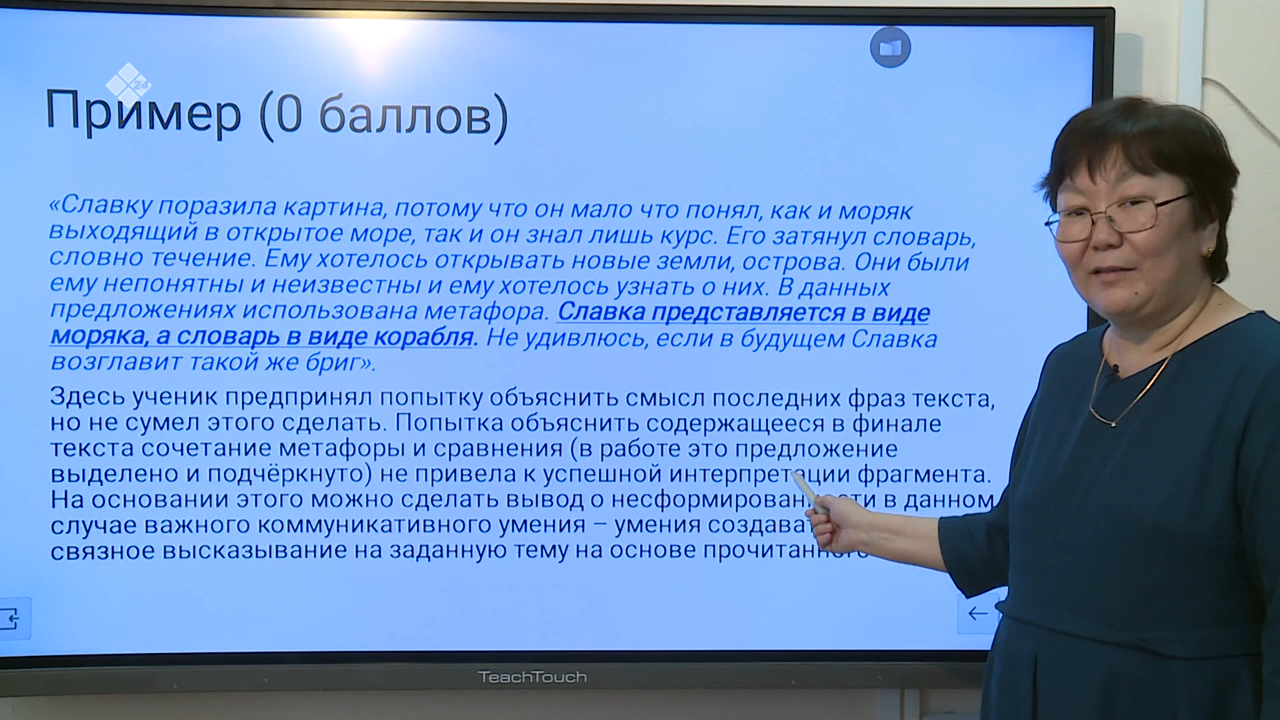 24
Пример (0 баллов)
«Славку поразила картина, потому что он мало что понял, как и моряк
выходящий в открытое море, так и он знал лишь курс. Его затянул словарь,
словно течение. Ему хотелось открывать новые земли, острова. Они были
ему непонятны и неизвестны и ему хотелось узнать о них. В данных
предложениях использована метафора. Славка представляется в виде
моряка, а словарь в виде корабля. Не удивлюсь, если в будущем Славка
возглавит такой же бриг».
Здесь ученик предпринял попытку объяснить смысл последних фраз текста,
но не сумел этого сделать. Попытка объяснить содержащееся в финале
текста сочетание метафоры и сравнения (в работе это предложение
выделено и подчёркнуто) не привела к успешной интерпретации фрагмента.
На основании этого можно сделать вывод о несформированности в данном
случае важного коммуникативного умения – умения создават
связное высказывание на заданную тему на основе прочитанного
TeachTouch